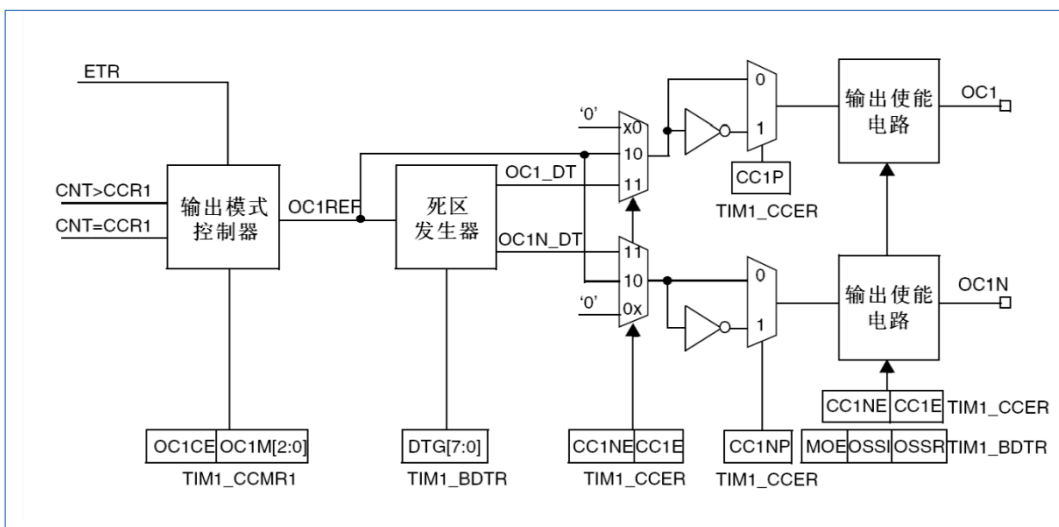 ETR
CNT>CCR1
CNT=CCR1
输出模式
控制器
OC1REF
死区
发生器
OC1_DT
OC1N_DT
'0'
x0
10
11
11
10
0x
'0'
0
1
CC1P
TIM1_CCER
0
1
输出使能
电路
OC1
输出使能
电路
OC1N
OC1CE OC1M[2:0]
TIM1_CCMR1
DTG[7:0]
TIM1_BDTR
CC1NE CC1E
TIM1_CCER
CC1NP
TIM1_CCER
CC1NE CC1E TIM1_CCER
MOE OSSI OSSR TIM1_BDTR